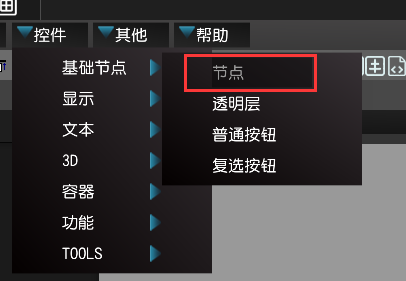 控件 其他 帮助
基础节点 节点
显示 透明层
文本 普通按钮
3D 复选按钮
容器
功能
TOOLS